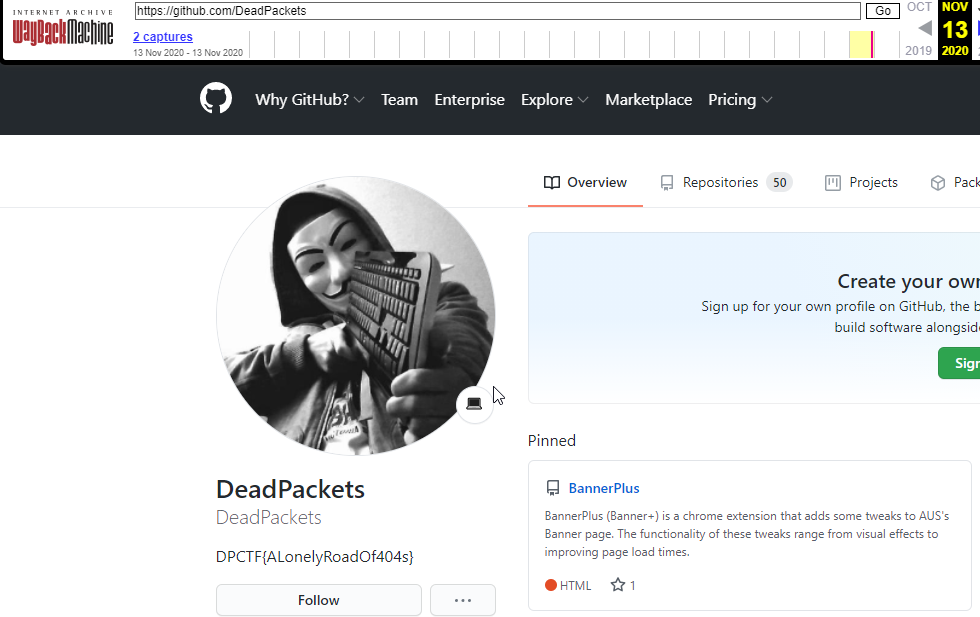 INTERNET ARCHIVE
WayBackMachine
https://github.com/DeadPackets
Go
OCT
NOV
2 captures
13
13 Nov 2020 - 13 Nov 2020
2019
2020
Why GitHub?
Team
Enterprise
Explore
Marketplace
Pricing
Overview
Repositories 50
Projects
Pack
Create your own
Sign up for your own profile on GitHub, the b
build software alongside
Sign
Pinned
BannerPlus
BannerPlus (Banner+) is a chrome extension that adds some tweaks to AUS's
Banner page. The functionality of these tweaks range from visual effects to
improving page load times.
HTML
1
DeadPackets
DeadPackets
DPCTF{ALonelyRoadOf404s}
Follow
...